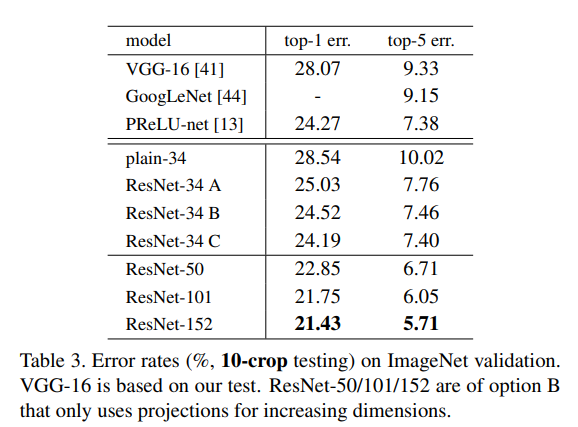 model top-1 err. top-5 err.
VGG-16 [41] 28.07 9.33
GoogLeNet [44] - 9.15
PReLU-net [13] 24.27 7.38
plain-34 28.54 10.02
ResNet-34 A 25.03 7.76
ResNet-34 B 24.52 7.46
ResNet-34 C 24.19 7.40
ResNet-50 22.85 6.71
ResNet-101 21.75 6.05
ResNet-152 21.43 5.71
Table 3. Error rates (%, 10-crop testing) on ImageNet validation.
VGG-16 is based on our test. ResNet-50/101/152 are of option B
that only uses projections for increasing dimensions.